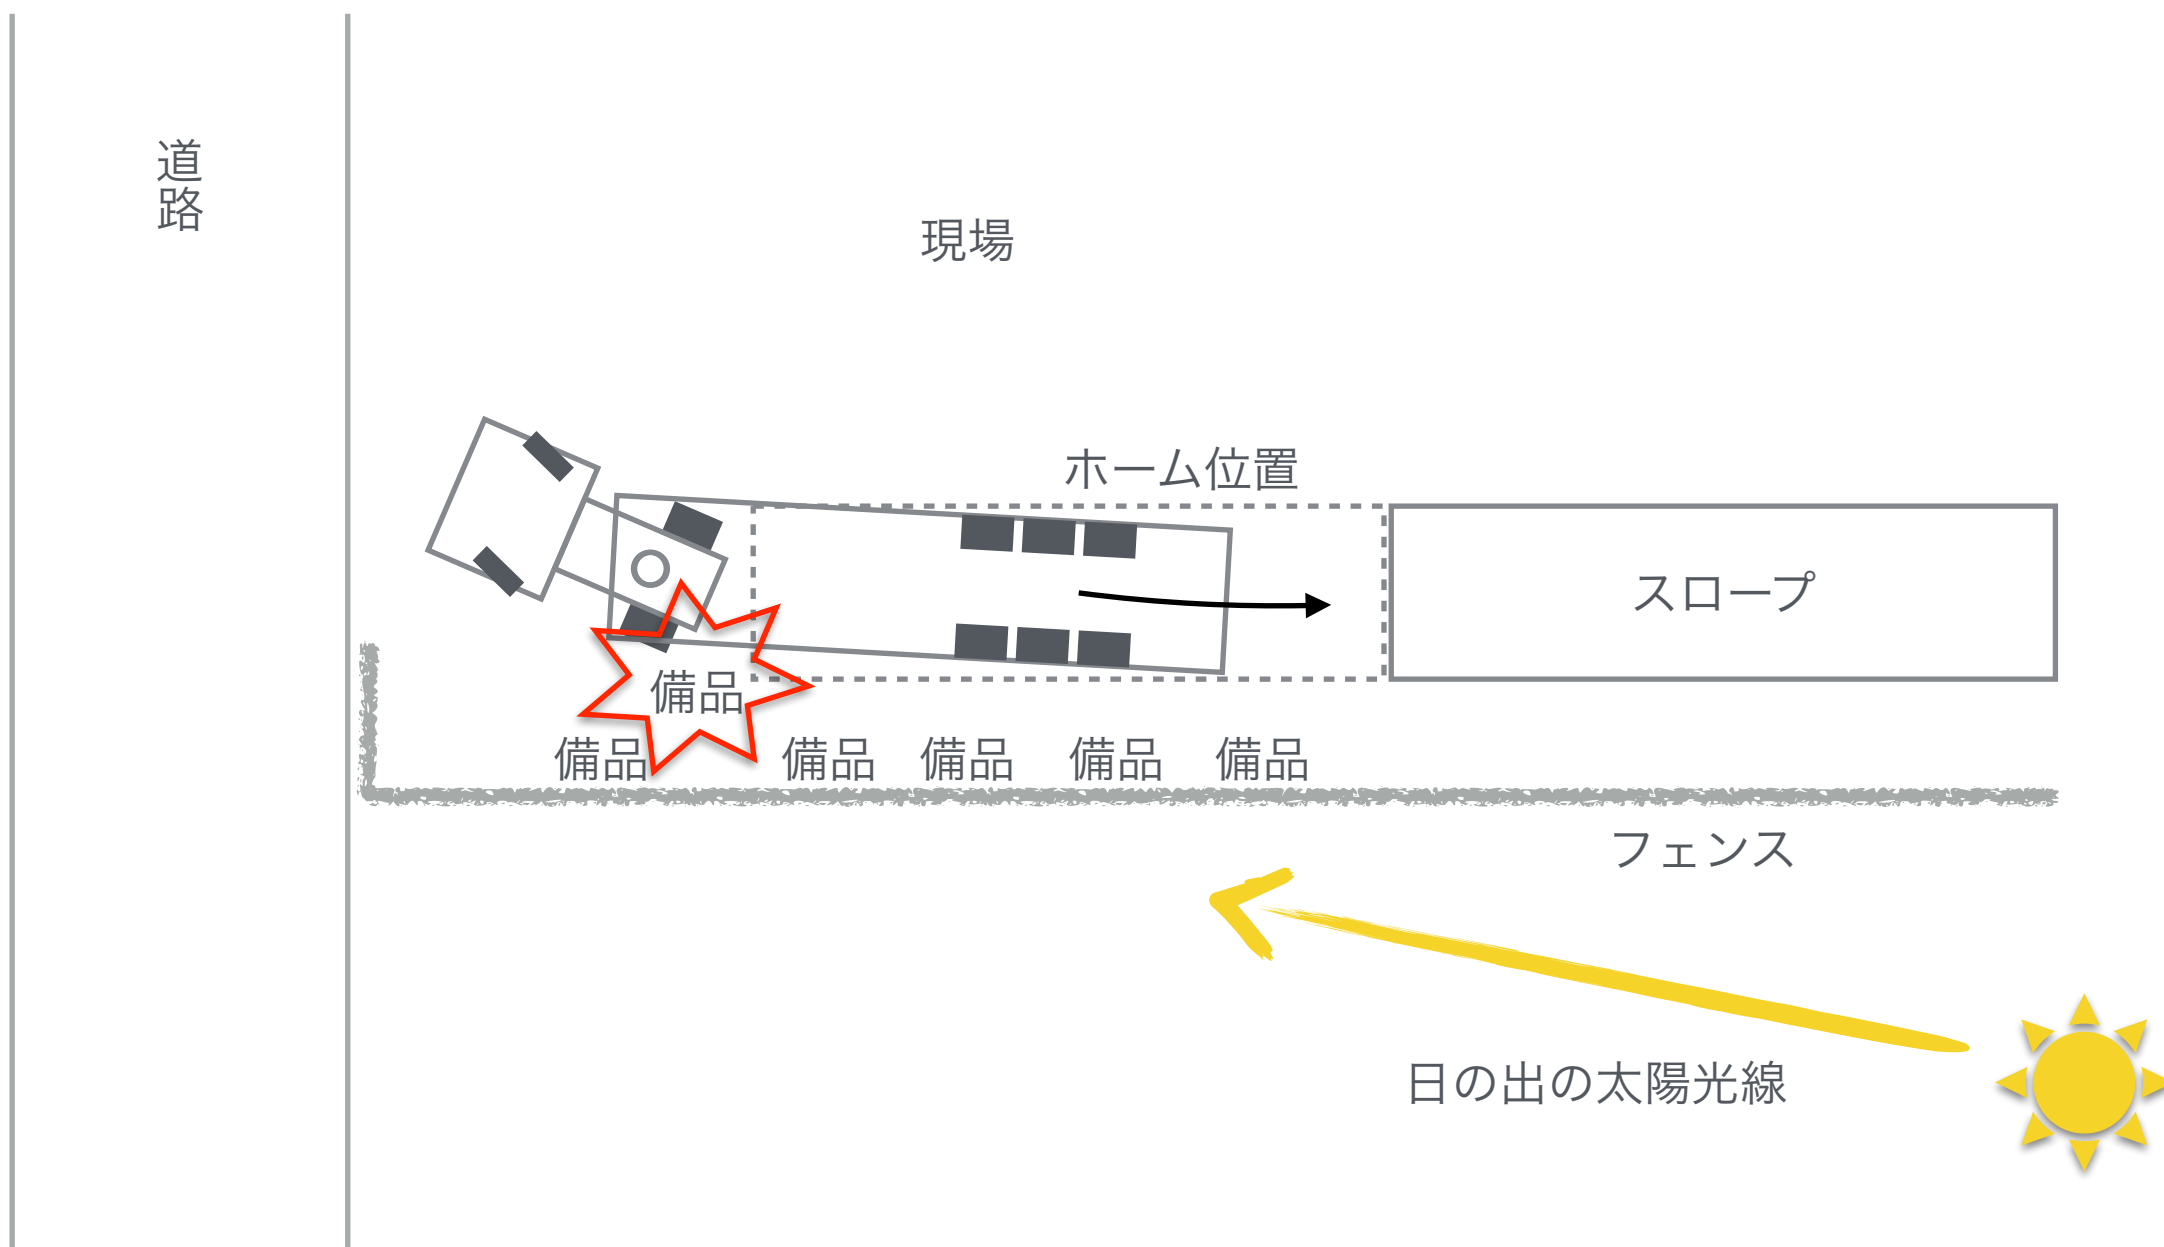 道路
現場
ホーム位置
スロープ
備品
備品
備品
備品
備品
備品
フェンス
日の出の太陽光線